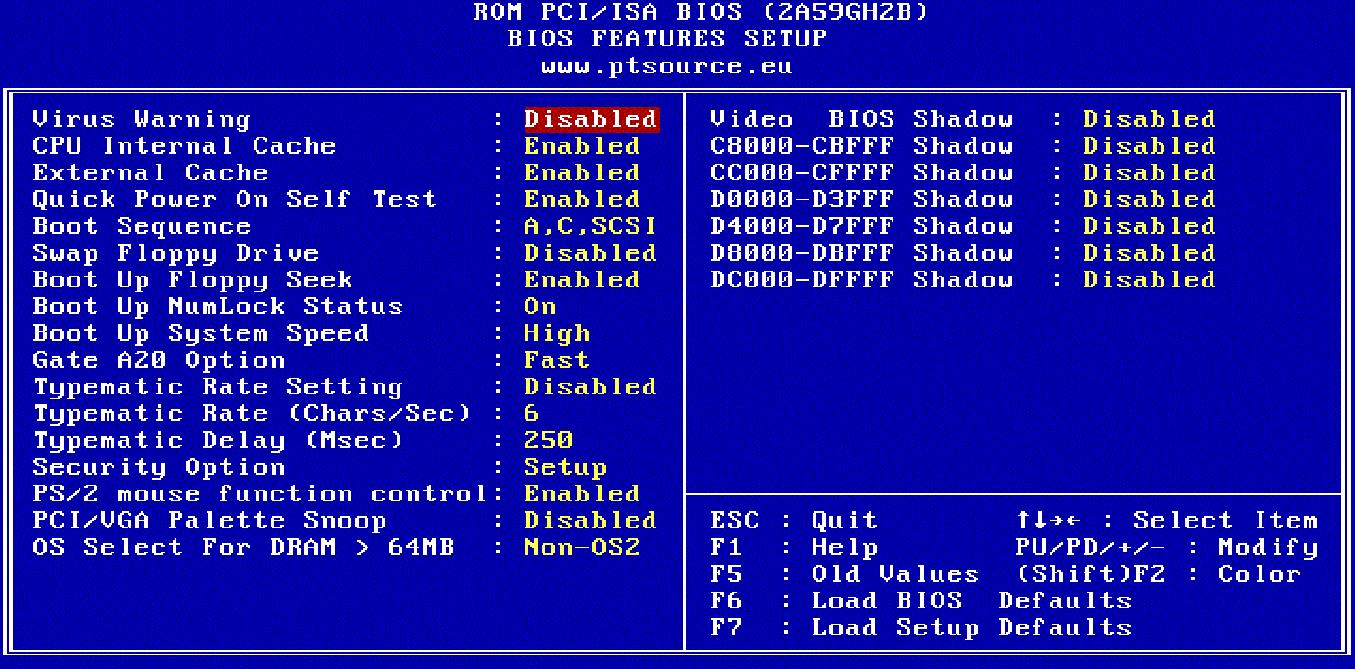 ROM PCI/ISA BIOS (2A59GH2B)
BIOS FEATURES SETUP
www.ptsource.eu
Virus Warning : Disabled
CPU Internal Cache : Enabled
External Cache : Enabled
Quick Power On Self Test : Enabled
Boot Sequence : A,C,SCSI
Swap Floppy Drive : Disabled
Boot Up Floppy Seek : Enabled
Boot Up NumLock Status : On
Boot Up System Speed : High
Gate A20 Option : Fast
Typematic Rate Setting : Disabled
Typematic Rate (Chars/Sec) : 6
Typematic Delay (Msec) : 250
Security Option : Setup
PS/2 mouse function control: Enabled
PCI/VGA Palette Snoop : Disabled
OS Select For DRAM > 64MB : Non-OS2
Video BIOS Shadow : Disabled
C8000-CBFFF Shadow : Disabled
CC000-CFFFF Shadow : Disabled
D0000-D3FFF Shadow : Disabled
D4000-D7FFF Shadow : Disabled
D8000-DBFFF Shadow : Disabled
DC000-DFFFF Shadow : Disabled
ESC : Quit ↑↓→← : Select Item
F1 : Help PU/PD/+/- : Modify
F5 : Old Values (Shift)F2 : Color
F6 : Load BIOS Defaults
F7 : Load Setup Defaults